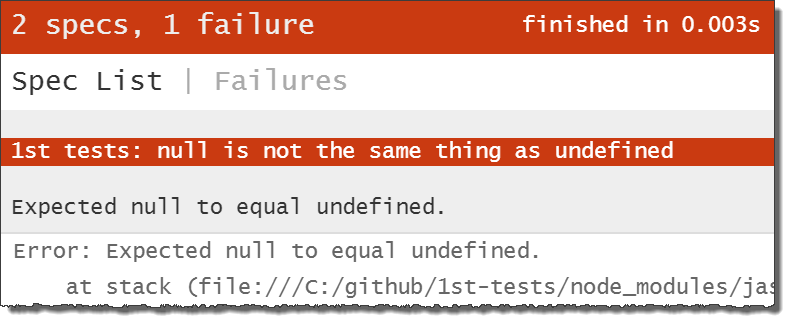 2 specs, 1 failure finished in 0.003s
Spec List | Failures
1st tests: null is not the same thing as undefined
Expected null to equal undefined.
Error: Expected null to equal undefined.
at stack (file:///C:/github/1st-tests/node_modules/jas